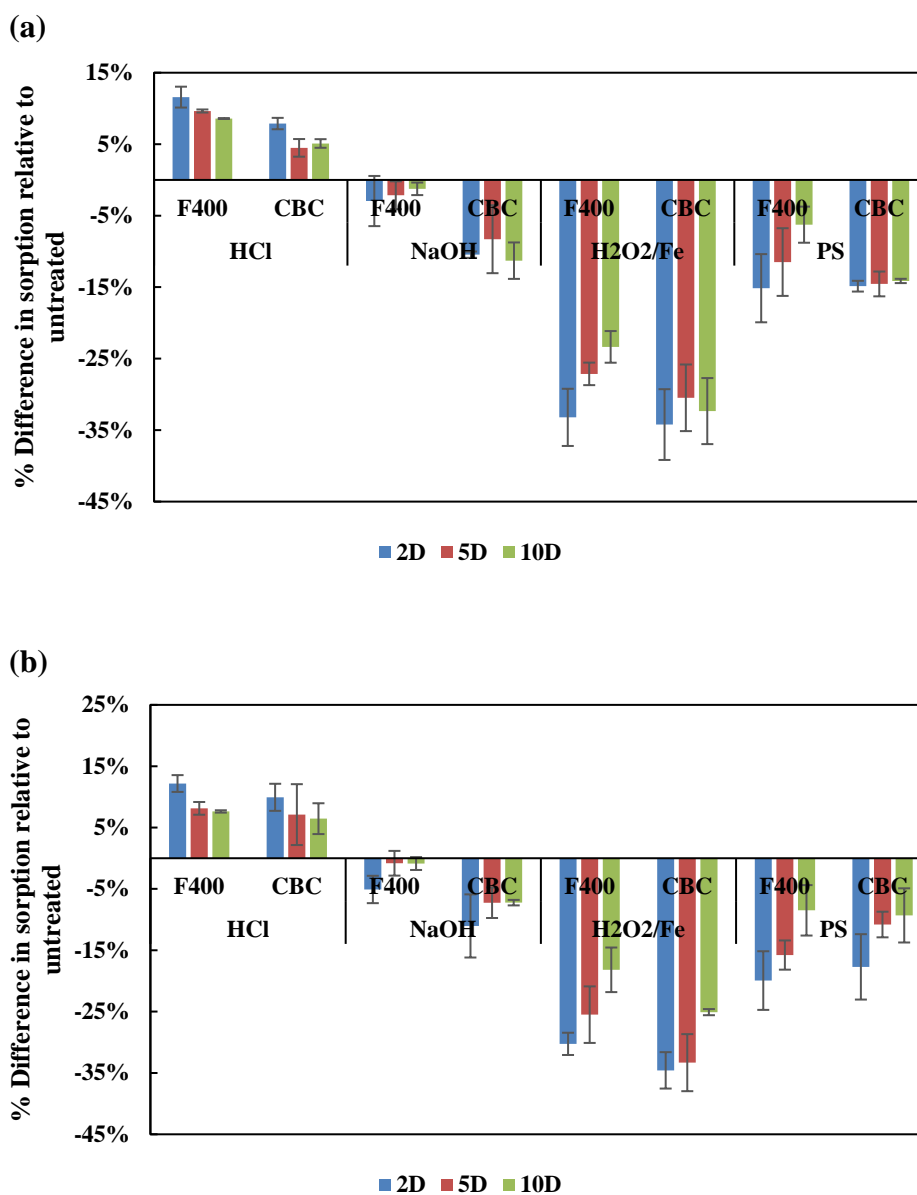 (a)
% Difference in sorption relative to
untreated
15%
5%
-5%
-15%
-25%
-35%
-45%
F400 CBC F400 CBC F400 CBC F400 CBC
HCl NaOH H2O2/Fe PS
2D 5D 10D
(b)
% Difference in sorption relative to
untreated
25%
15%
5%
-5%
-15%
-25%
-35%
-45%
F400 CBC F400 CBC F400 CBC F400 CBC
HCl NaOH H2O2/Fe PS
2D 5D 10D